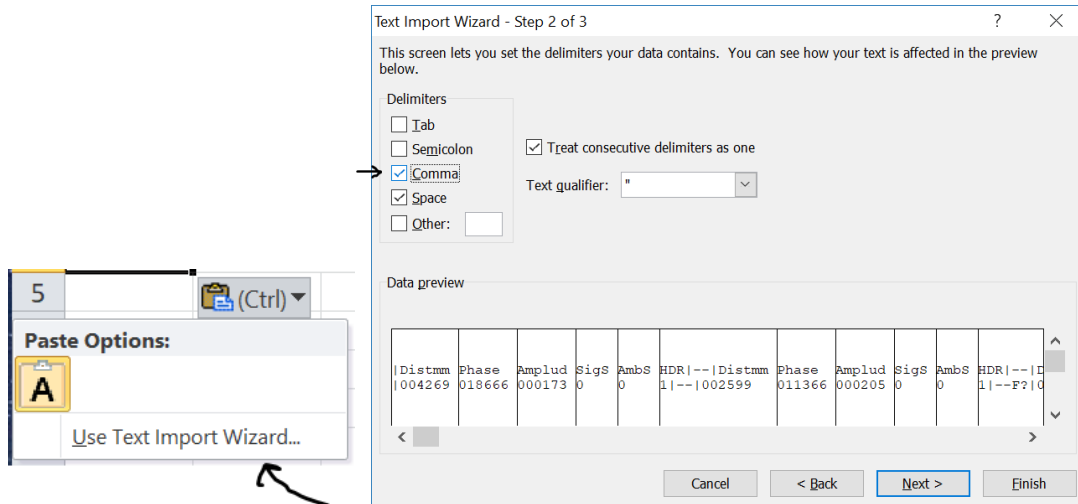 Text Import Wizard - Step 2 of 3
?
This screen lets you set the delimiters your data contains. You can see how your text is affected in the preview
below.
Delimiters
Tab
Semicolon
Comma
Space
Other:
Treat consecutive delimiters as one
Text qualifier: "
Data preview
|Distmm Phase Amplud SigS AmbS HDR|--|Distmm Phase Amplud SigS AmbS HDR|--|D
|004269 018666 000173 0 0 1|--|002599 011366 000205 0 0 1|--F?|0
Cancel
< Back
Next >
Finish
5
(Ctrl)
Paste Options:
A
Use Text Import Wizard...